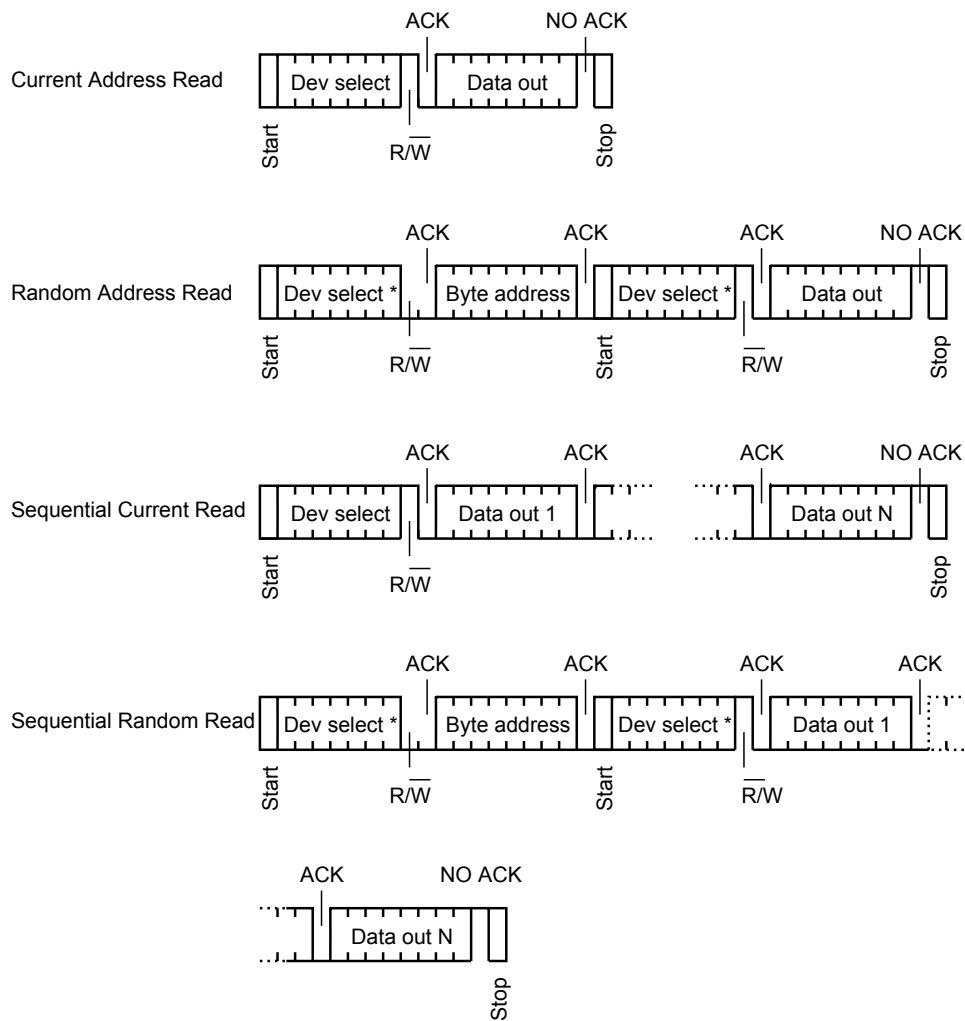 ACK NO ACK
Current Address Read Dev select Data out
Start R/W Stop
ACK ACK ACK NO ACK
Random Address Read Dev select * Byte address Dev select * Data out
Start R/W Start R/W Stop
ACK ACK ACK NO ACK
Sequential Current Read Dev select Data out 1 Data out N
Start R/W Stop
ACK ACK ACK ACK
Sequential Random Read Dev select * Byte address Dev select * Data out 1
Start R/W Start R/W
ACK NO ACK
Data out N
Stop